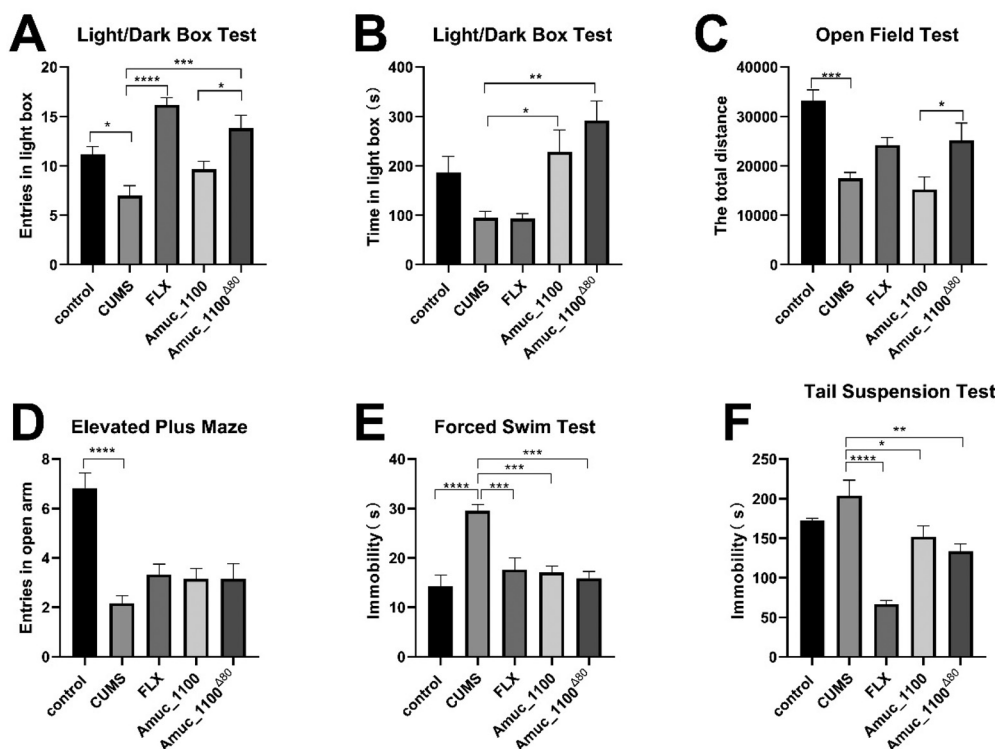 A Light/Dark Box Test
Entries in light box
20
15
10
5
0
*
****
***
*
control
CUMS
FLX
Amuc_1100
Amuc_1100Δ80
B Light/Dark Box Test
Time in light box（s）
400
300
200
100
0
**
*
control
CUMS
FLX
Amuc_1100
Amuc_1100Δ80
C Open Field Test
The total distance
40000
30000
20000
10000
0
***
*
control
CUMS
FLX
Amuc_1100
Amuc_1100Δ80
D Elevated Plus Maze
Entries in open arm
8
6
4
2
0
****
control
CUMS
FLX
Amuc_1100
Amuc_1100Δ80
E Forced Swim Test
Immobility（s）
40
30
20
10
0
***
***
**** ***
control
CUMS
FLX
Amuc_1100
Amuc_1100Δ80
F Tail Suspension Test
Immobility（s）
250
200
150
100
50
0
**
*
****
control
CUMS
FLX
Amuc_1100
Amuc_1100Δ80